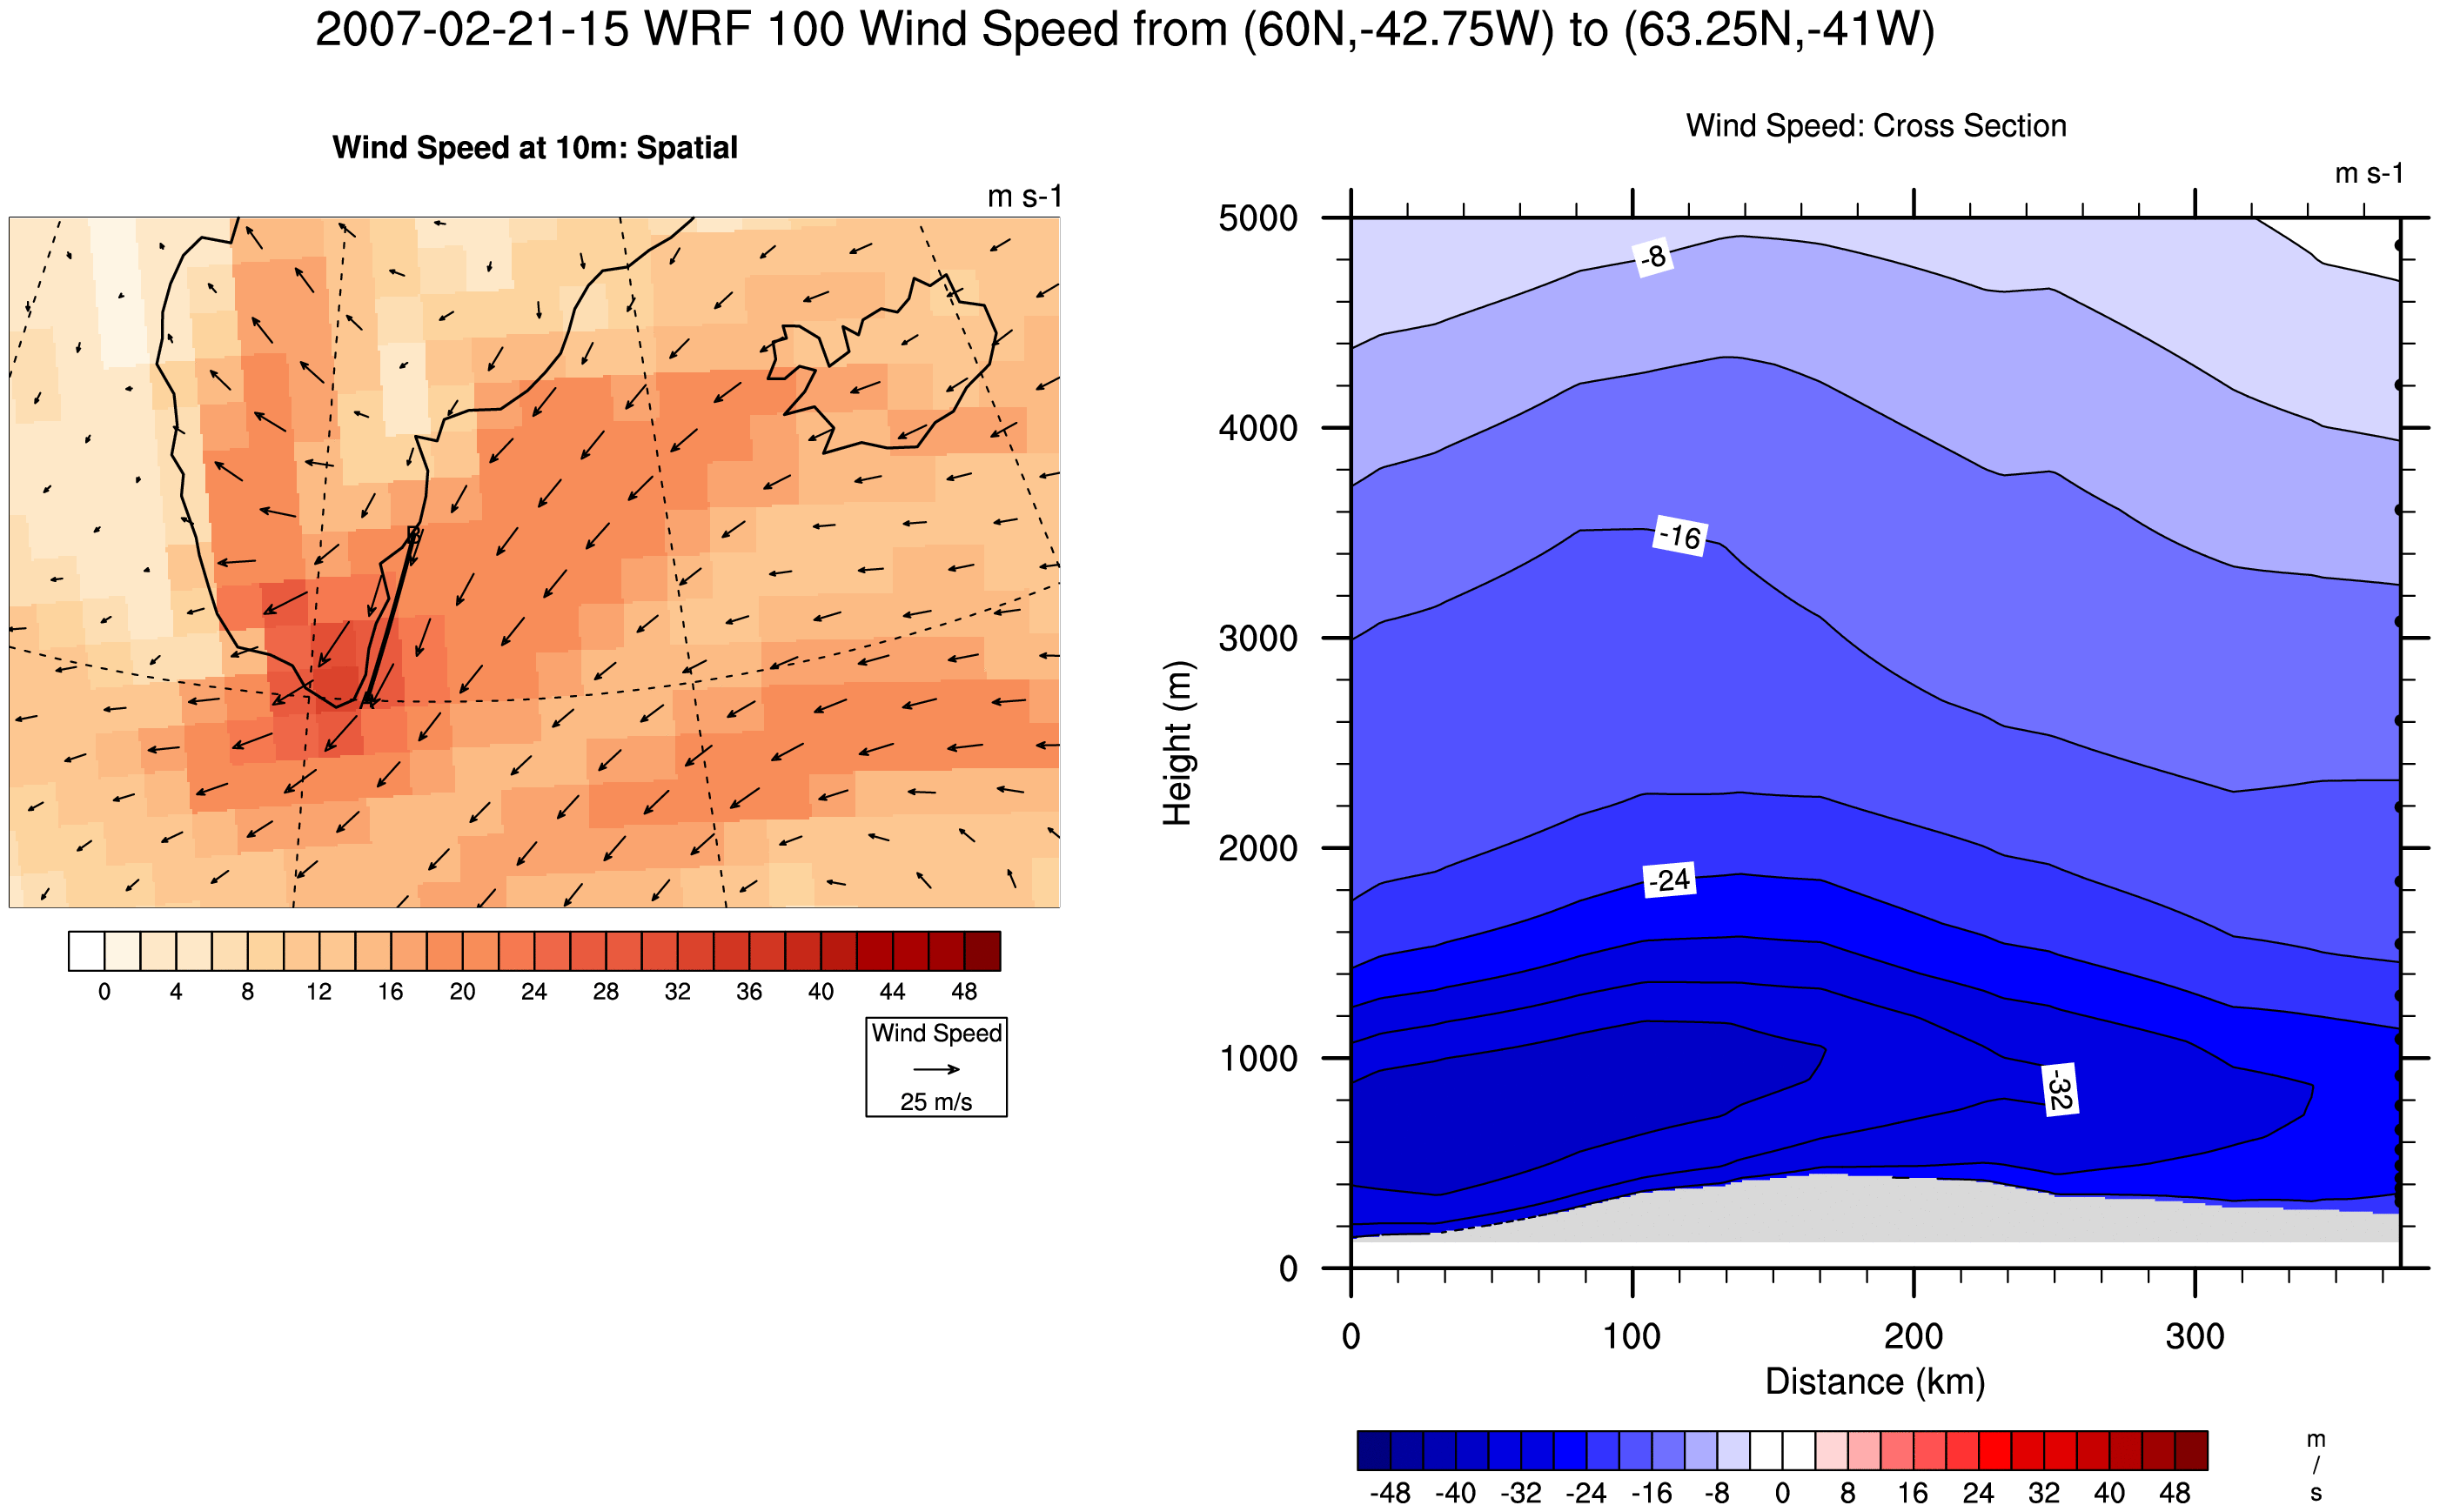 2007-02-21-15 WRF 100 Wind Speed from (60N,-42.75W) to (63.25N,-41W)
Wind Speed at 10m: Spatial
m s-1
B
A
0 4 8 12 16 20 24 28 32 36 40 44 48
Wind Speed
25 m/s
Wind Speed: Cross Section
m s-1
5000
4000
3000
2000
1000
0
Height (m)
-8
-16
-24
-32
0 100 200 300
Distance (km)
-48 -40 -32 -24 -16 -8 0 8 16 24 32 40 48
m
/
s